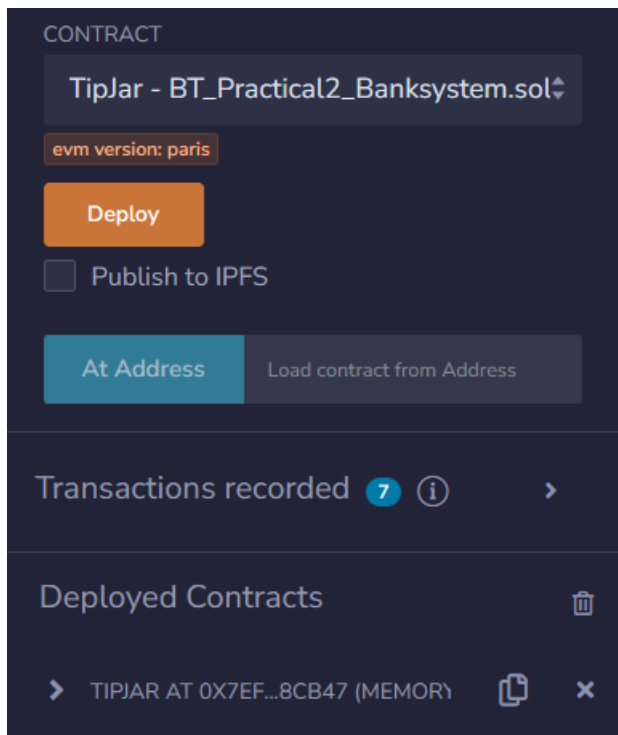 CONTRACT
TipJar - BT_Practical2_Banksystem.sol
evm version: paris
Deploy
Publish to IPFS
At Address Load contract from Address
Transactions recorded 7 i
Deployed Contracts
TIPJAR AT 0X7EF...8CB47 (MEMORY